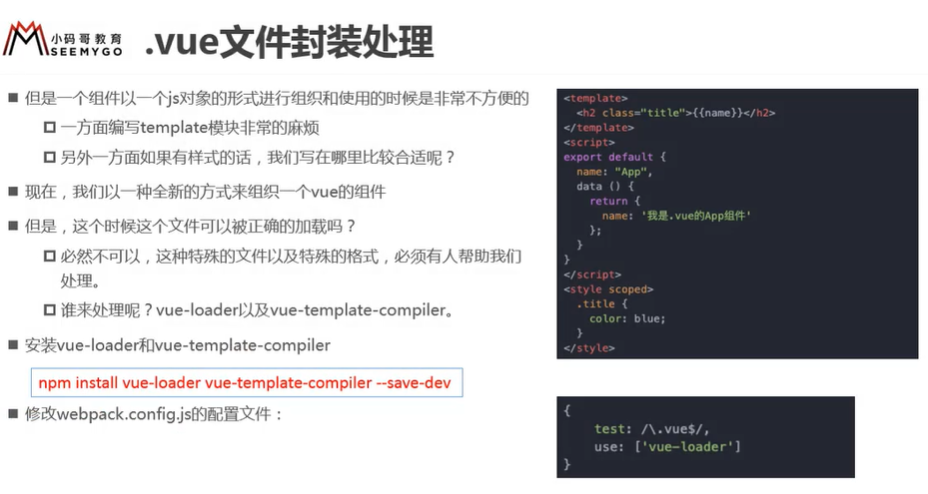 小码哥教育
SEEMYGO
.vue文件封装处理
■ 但是一个组件以一个js对象的形式进行组织和使用的时候是非常不方便的
一方面编写template模块非常的麻烦
另外一方面如果有样式的话，我们写在哪里比较合适呢？
■ 现在，我们以一种全新的方式来组织一个vue的组件
■ 但是，这个时候这个文件可以被正确的加载吗？
必然不可以，这种特殊的文件以及特殊的格式，必须有人帮助我们
处理。
谁来处理呢？vue-loader以及vue-template-compiler。
■ 安装vue-loader和vue-template-compiler
npm install vue-loader vue-template-compiler --save-dev
■ 修改webpack.config.js的配置文件：
<template>
  <h2 class="title">{{name}}</h2>
</template>
<script>
export default {
  name: "App",
  data () {
    return {
      name: '我是.vue的App组件'
    };
  }
}
</script>
<style scoped>
  .title {
    color: blue;
  }
</style>
{
    test: /\.vue$/,
    use: ['vue-loader']
}